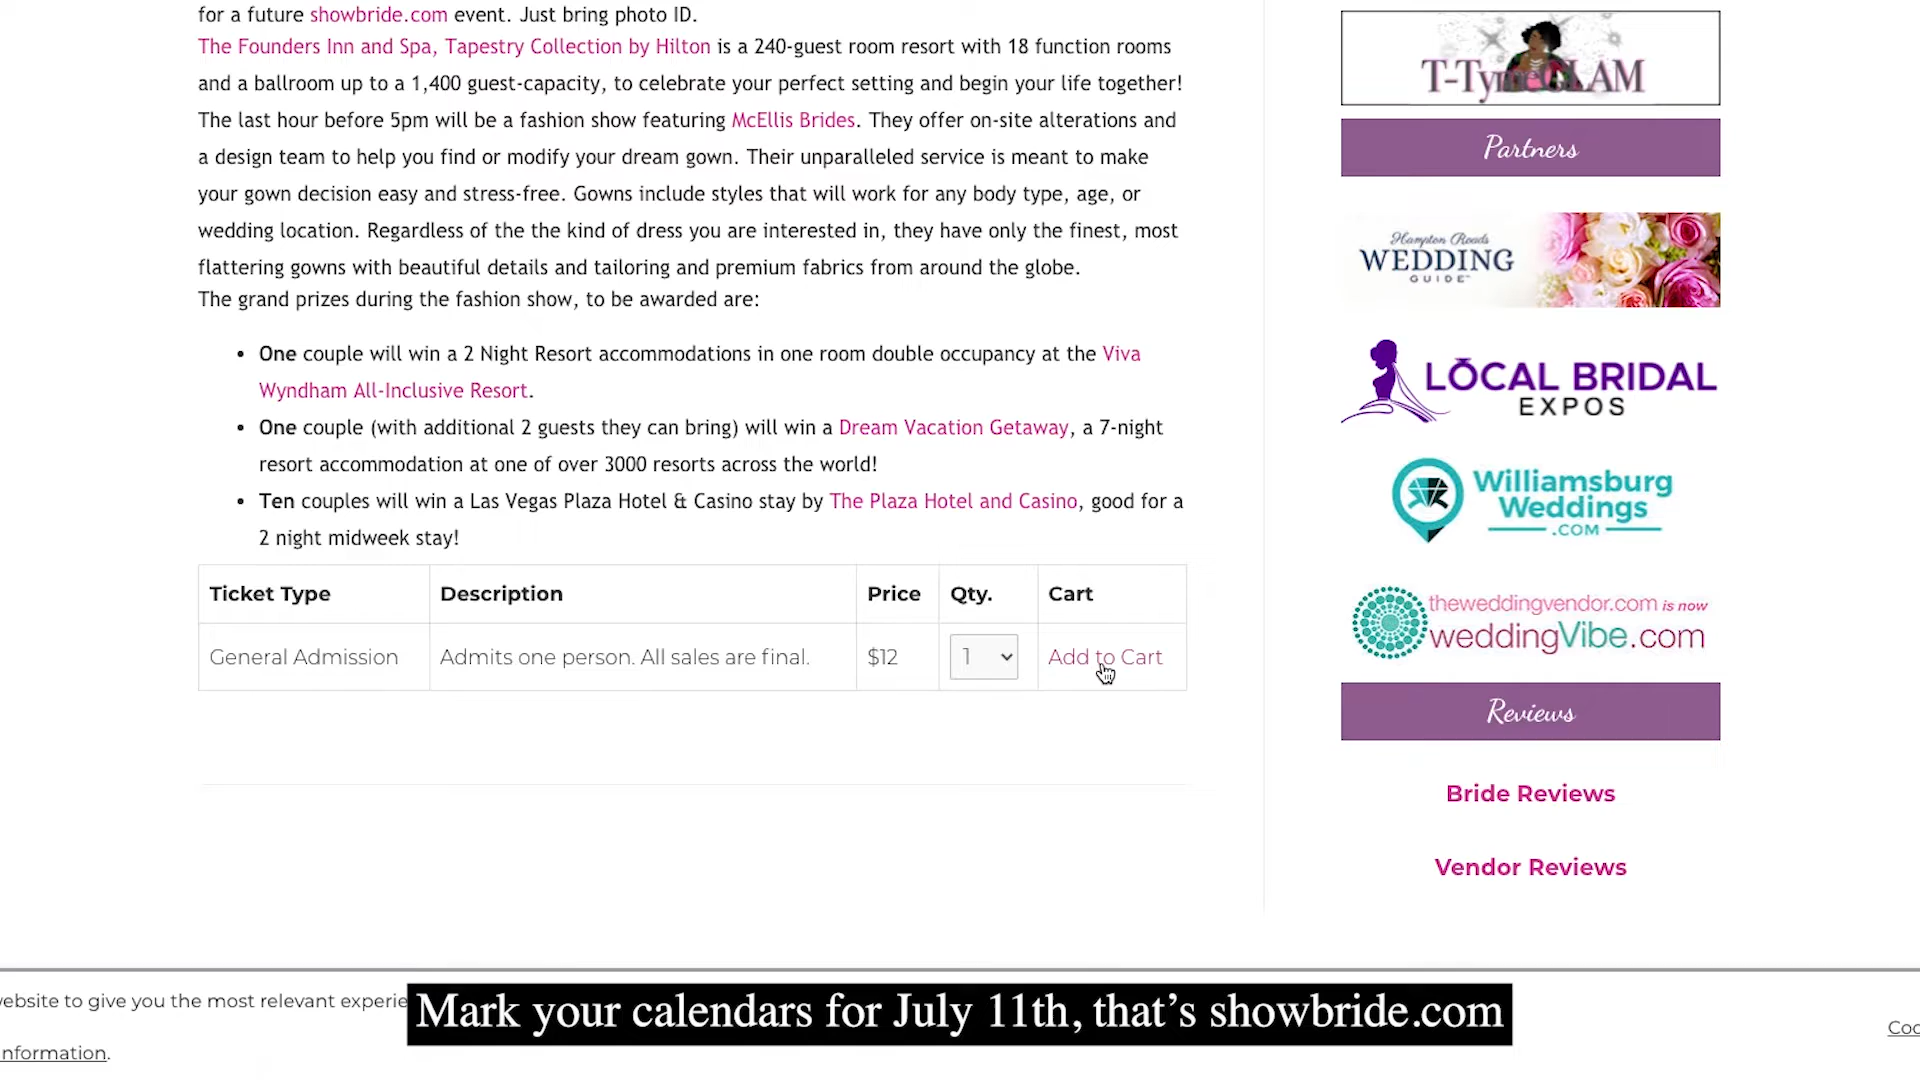 for a future showbride.com event. Just bring photo ID.
The Founders Inn and Spa, Tapestry Collection by Hilton is a 240-guest room resort with 18 function rooms
and a ballroom up to a 1,400 guest-capacity, to celebrate your perfect setting and begin your life together!
The last hour before 5pm will be a fashion show featuring McEllis Brides. They offer on-site alterations and
a design team to help you find or modify your dream gown. Their unparalleled service is meant to make
your gown decision easy and stress-free. Gowns include styles that will work for any body type, age, or
wedding location. Regardless of the the kind of dress you are interested in, they have only the finest, most
flattering gowns with beautiful details and tailoring and premium fabrics from around the globe.
The grand prizes during the fashion show, to be awarded are:
• One couple will win a 2 Night Resort accommodations in one room double occupancy at the Viva
Wyndham All-Inclusive Resort.
• One couple (with additional 2 guests they can bring) will win a Dream Vacation Getaway, a 7-night
resort accommodation at one of over 3000 resorts across the world!
• Ten couples will win a Las Vegas Plaza Hotel & Casino stay by The Plaza Hotel and Casino, good for a
2 night midweek stay!
Ticket Type Description Price Qty. Cart
General Admission Admits one person. All sales are final. $12 1 Add to Cart
T-TymeGLAM
Partners
Hampton Roads
WEDDING
GUIDE
LOCAL BRIDAL
EXPOS
Williamsburg
Weddings
.COM
theweddingvendor.com is now
weddingVibe.com
Reviews
Bride Reviews
Vendor Reviews
website to give you the most relevant experie
nformation.
Coo
Mark your calendars for July 11th, that's showbride.com